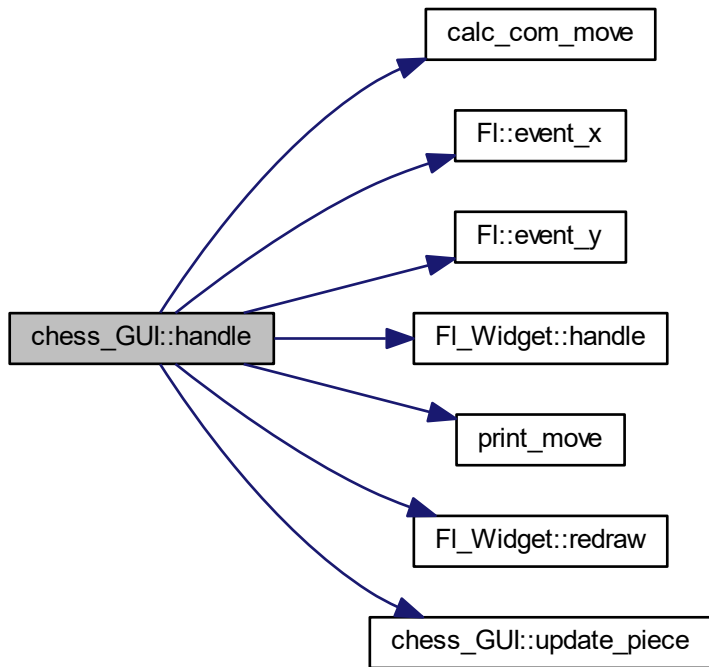 calc_com_move
Fl::event_x
Fl::event_y
chess_GUI::handle
Fl_Widget::handle
print_move
Fl_Widget::redraw
chess_GUI::update_piece